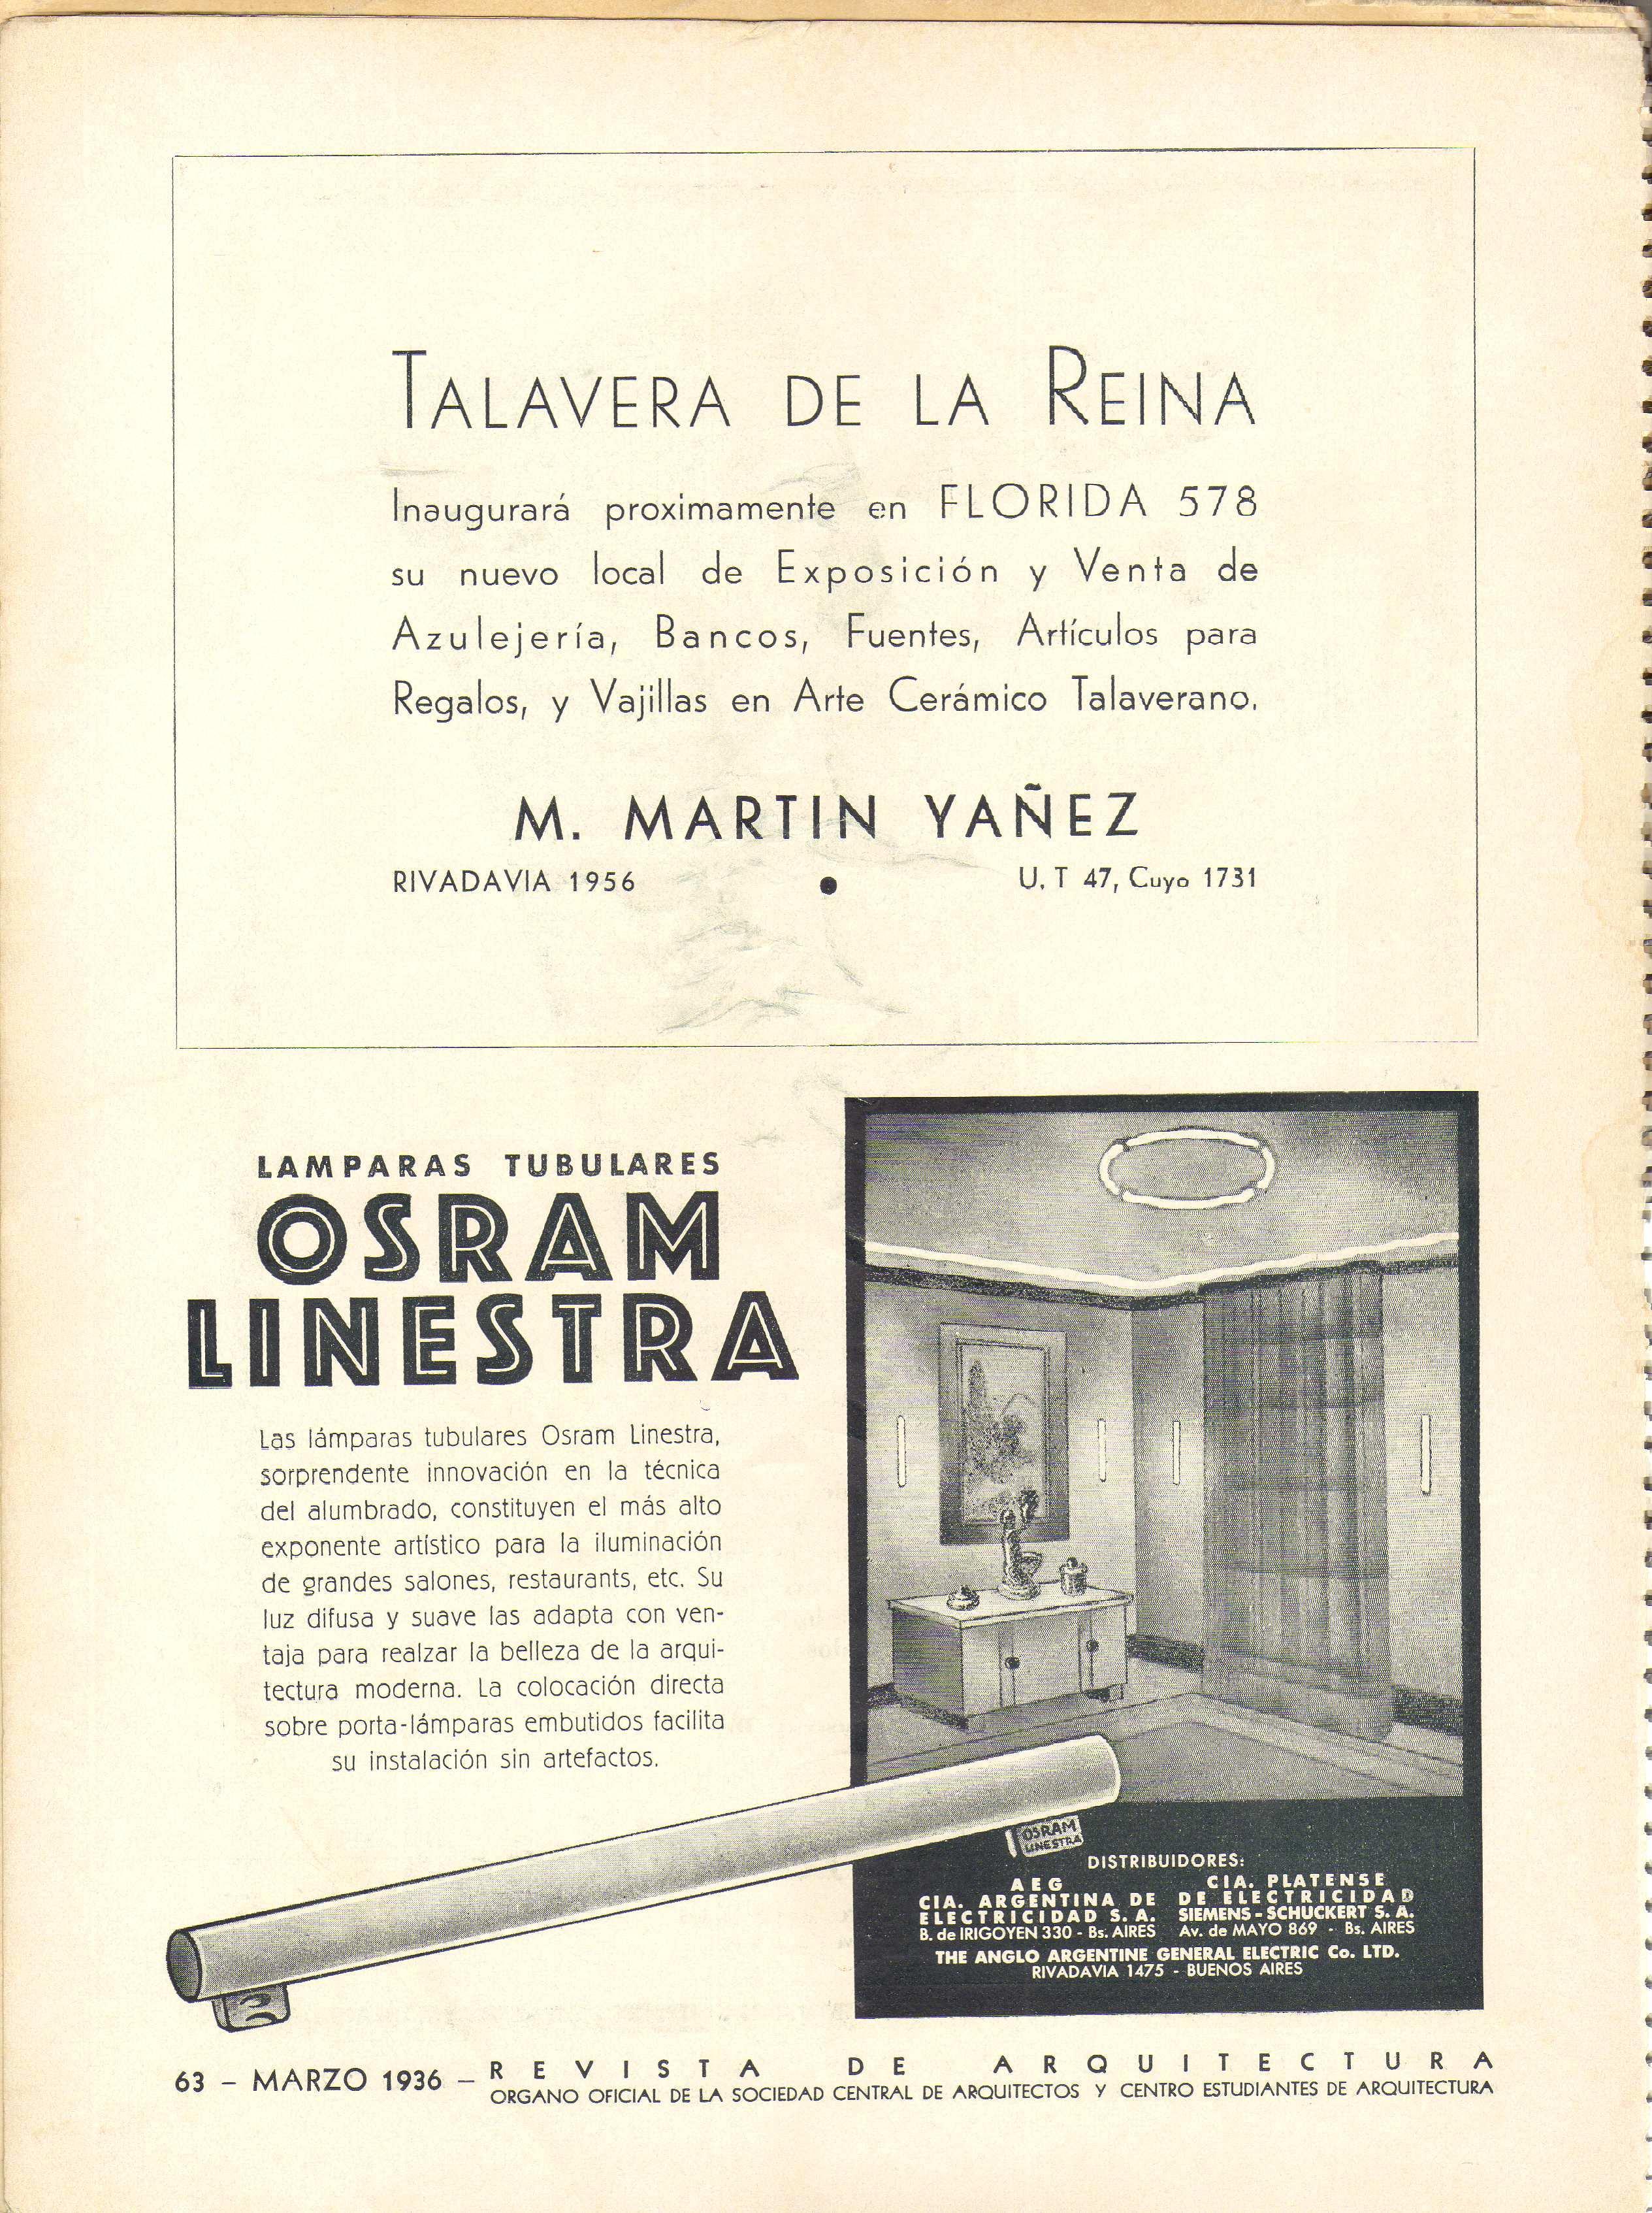 TALAVERA DE LA REINA
Inaugurará proximamente en FLORIDA 578
su nuevo local de Exposición y Venta de
Azulejería, Bancos, Fuentes, Artículos para
Regalos, y Vajillas en Arte Cerámico Talaverano.
M. MARTIN YAÑEZ
RIVADAVIA 1956 • U. T 47, Cuyo 1731
LAMPARAS TUBULARES
OSRAM
LINESTRA
Las lámparas tubulares Osram Linestra,
sorprendente innovación en la técnica
del alumbrado, constituyen el más alto
exponente artístico para la iluminación
de grandes salones, restaurants, etc. Su
luz difusa y suave las adapta con ven-
taja para realzar la belleza de la arqui-
tectura moderna. La colocación directa
sobre porta-lámparas embutidos facilita
su instalación sin artefactos.
OSRAM
LINESTRA
DISTRIBUIDORES:
AEG
CIA. ARGENTINA DE
ELECTRICIDAD S. A.
B. de IRIGOYEN 330 - Bs. AIRES
CIA. PLATENSE
DE ELECTRICIDAD
SIEMENS-SCHUCKERT S. A.
Av. de MAYO 869 - Bs. AIRES
THE ANGLO ARGENTINE GENERAL ELECTRIC Co. LTD.
RIVADAVIA 1475 - BUENOS AIRES
63 – MARZO 1936 – REVISTA DE ARQUITECTURA
ORGANO OFICIAL DE LA SOCIEDAD CENTRAL DE ARQUITECTOS Y CENTRO ESTUDIANTES DE ARQUITECTURA